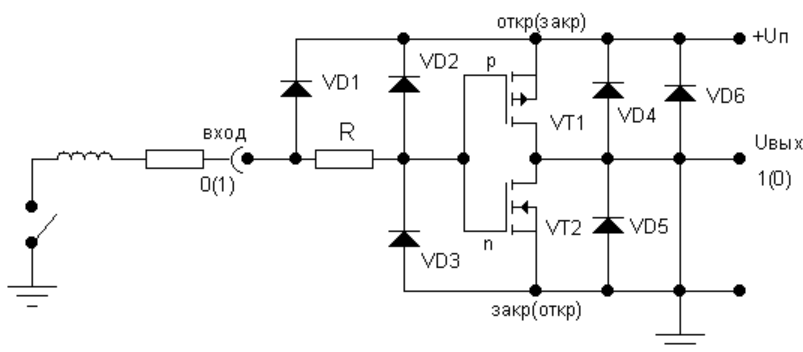 откр(закр)
+Uп
p
VD2
VD1
VD4
VD6
VT1
вход
R
Uвых
0(1)
1(0)
VT2
VD5
n
VD3
закр(откр)